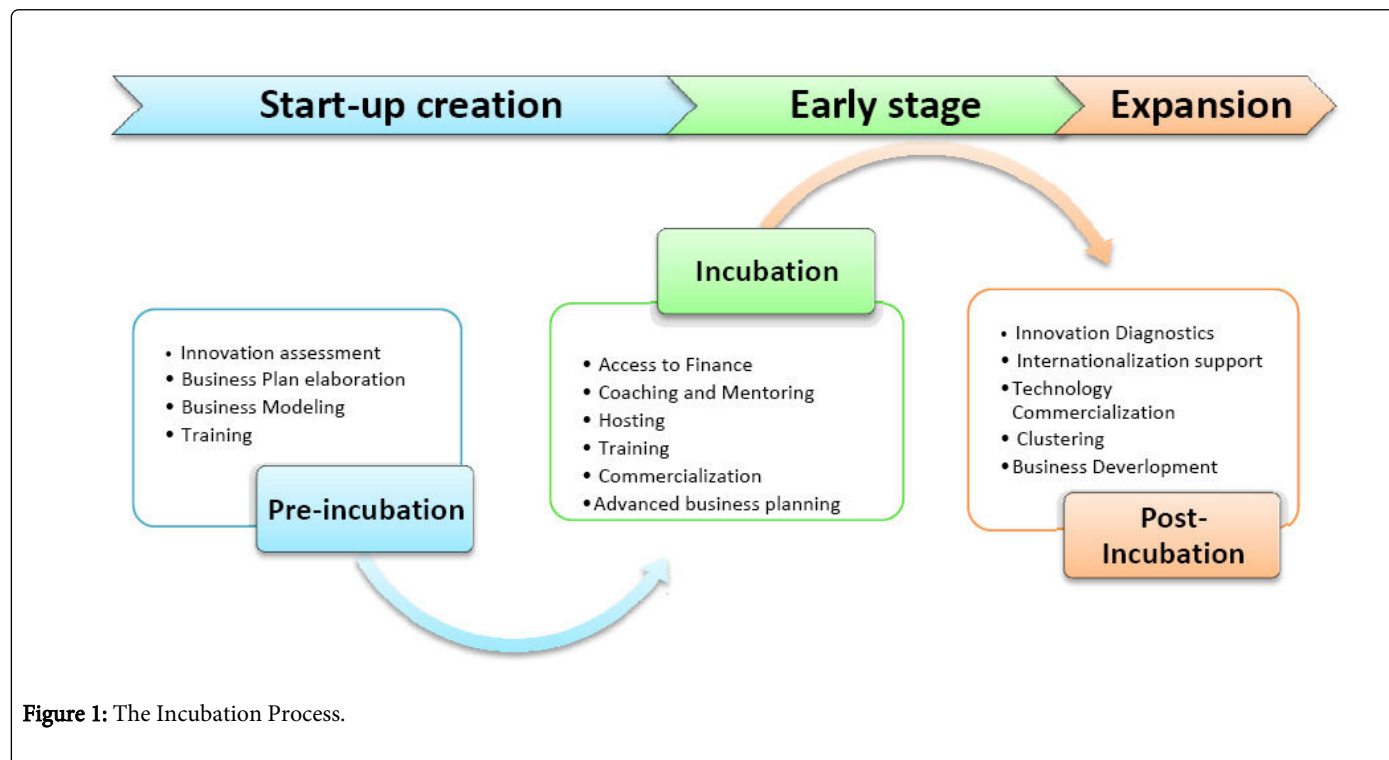 Start-up creation
Early stage
Expansion
• Innovation assessment
• Business Plan elaboration
• Business Modeling
• Training
Pre-incubation
Incubation
• Access to Finance
• Coaching and Mentoring
• Hosting
• Training
• Commercialization
•Advanced business planning
• Innovation Diagnostics
• Internationalization support
•Technology
Commercialization
• Clustering
•Business Deverlopment
Post-
Incubation
Figure 1: The Incubation Process.